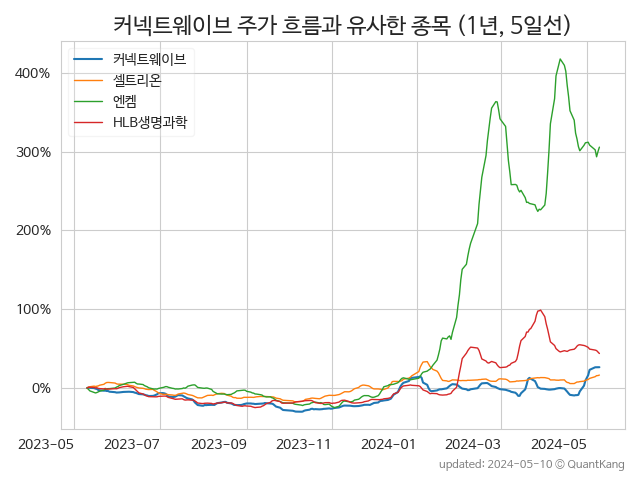 커넥트웨이브 주가 흐름과 유사한 종목 (1년, 5일선)
커넥트웨이브
셀트리온
엔켐
HLB생명과학
400%
300%
200%
100%
0%
2023-05 2023-07 2023-09 2023-11 2024-01 2024-03 2024-05
updated: 2024-05-10 © QuantKang